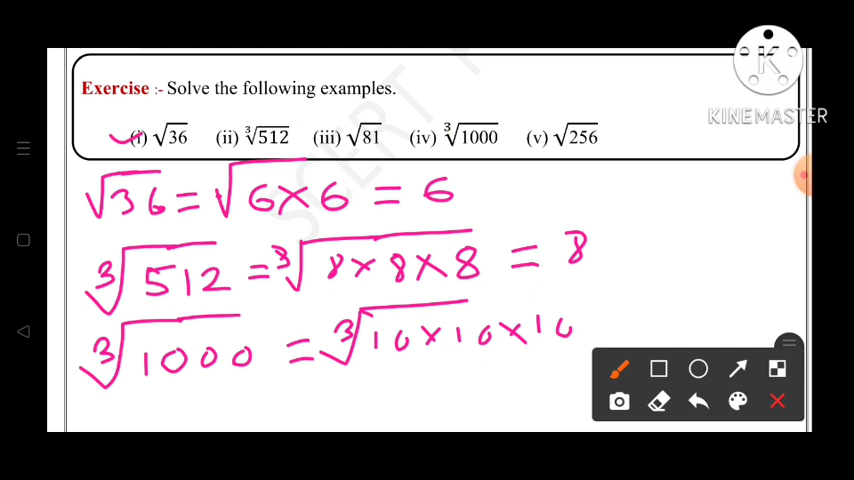 K
KINEMASTER
Exercise :- Solve the following examples.
(i) √36 (ii) ∛512 (iii) √81 (iv) ∛1000 (v) √256
√36 = √6×6 = 6
∛512 = ∛8×8×8 = 8
∛1000 = ∛10×10×10
SCERT